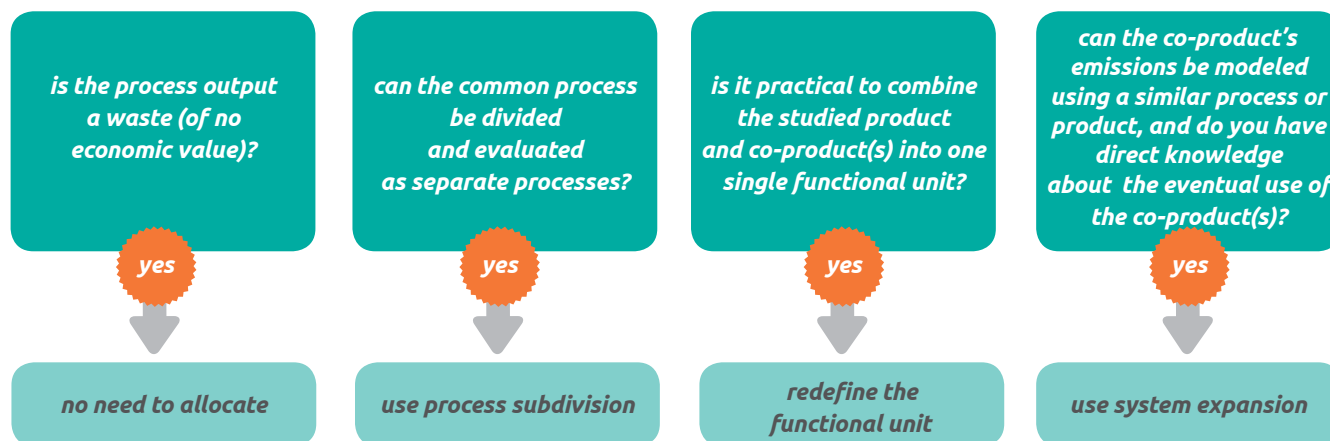 is the process output
a waste (of no
economic value)?
yes
no need to allocate
can the common process
be divided
and evaluated
as separate processes?
yes
use process subdivision
is it practical to combine
the studied product
and co-product(s) into one
single functional unit?
yes
redefine the
functional unit
can the co-product’s
emissions be modeled
using a similar process or
product, and do you have
direct knowledge
about the eventual use of
the co-product(s)?
yes
use system expansion